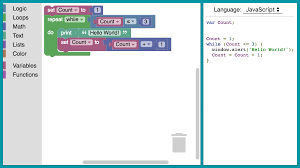 Logic
Loops
Math
Text
Lists
Color
Variables
Functions
set Count to 1
repeat while Count ≤ 3
do print "Hello World!"
set Count to Count + 1
Language: JavaScript
var Count;
Count = 1;
while (Count <= 3) {
window.alert('Hello World!');
Count = Count + 1;
}